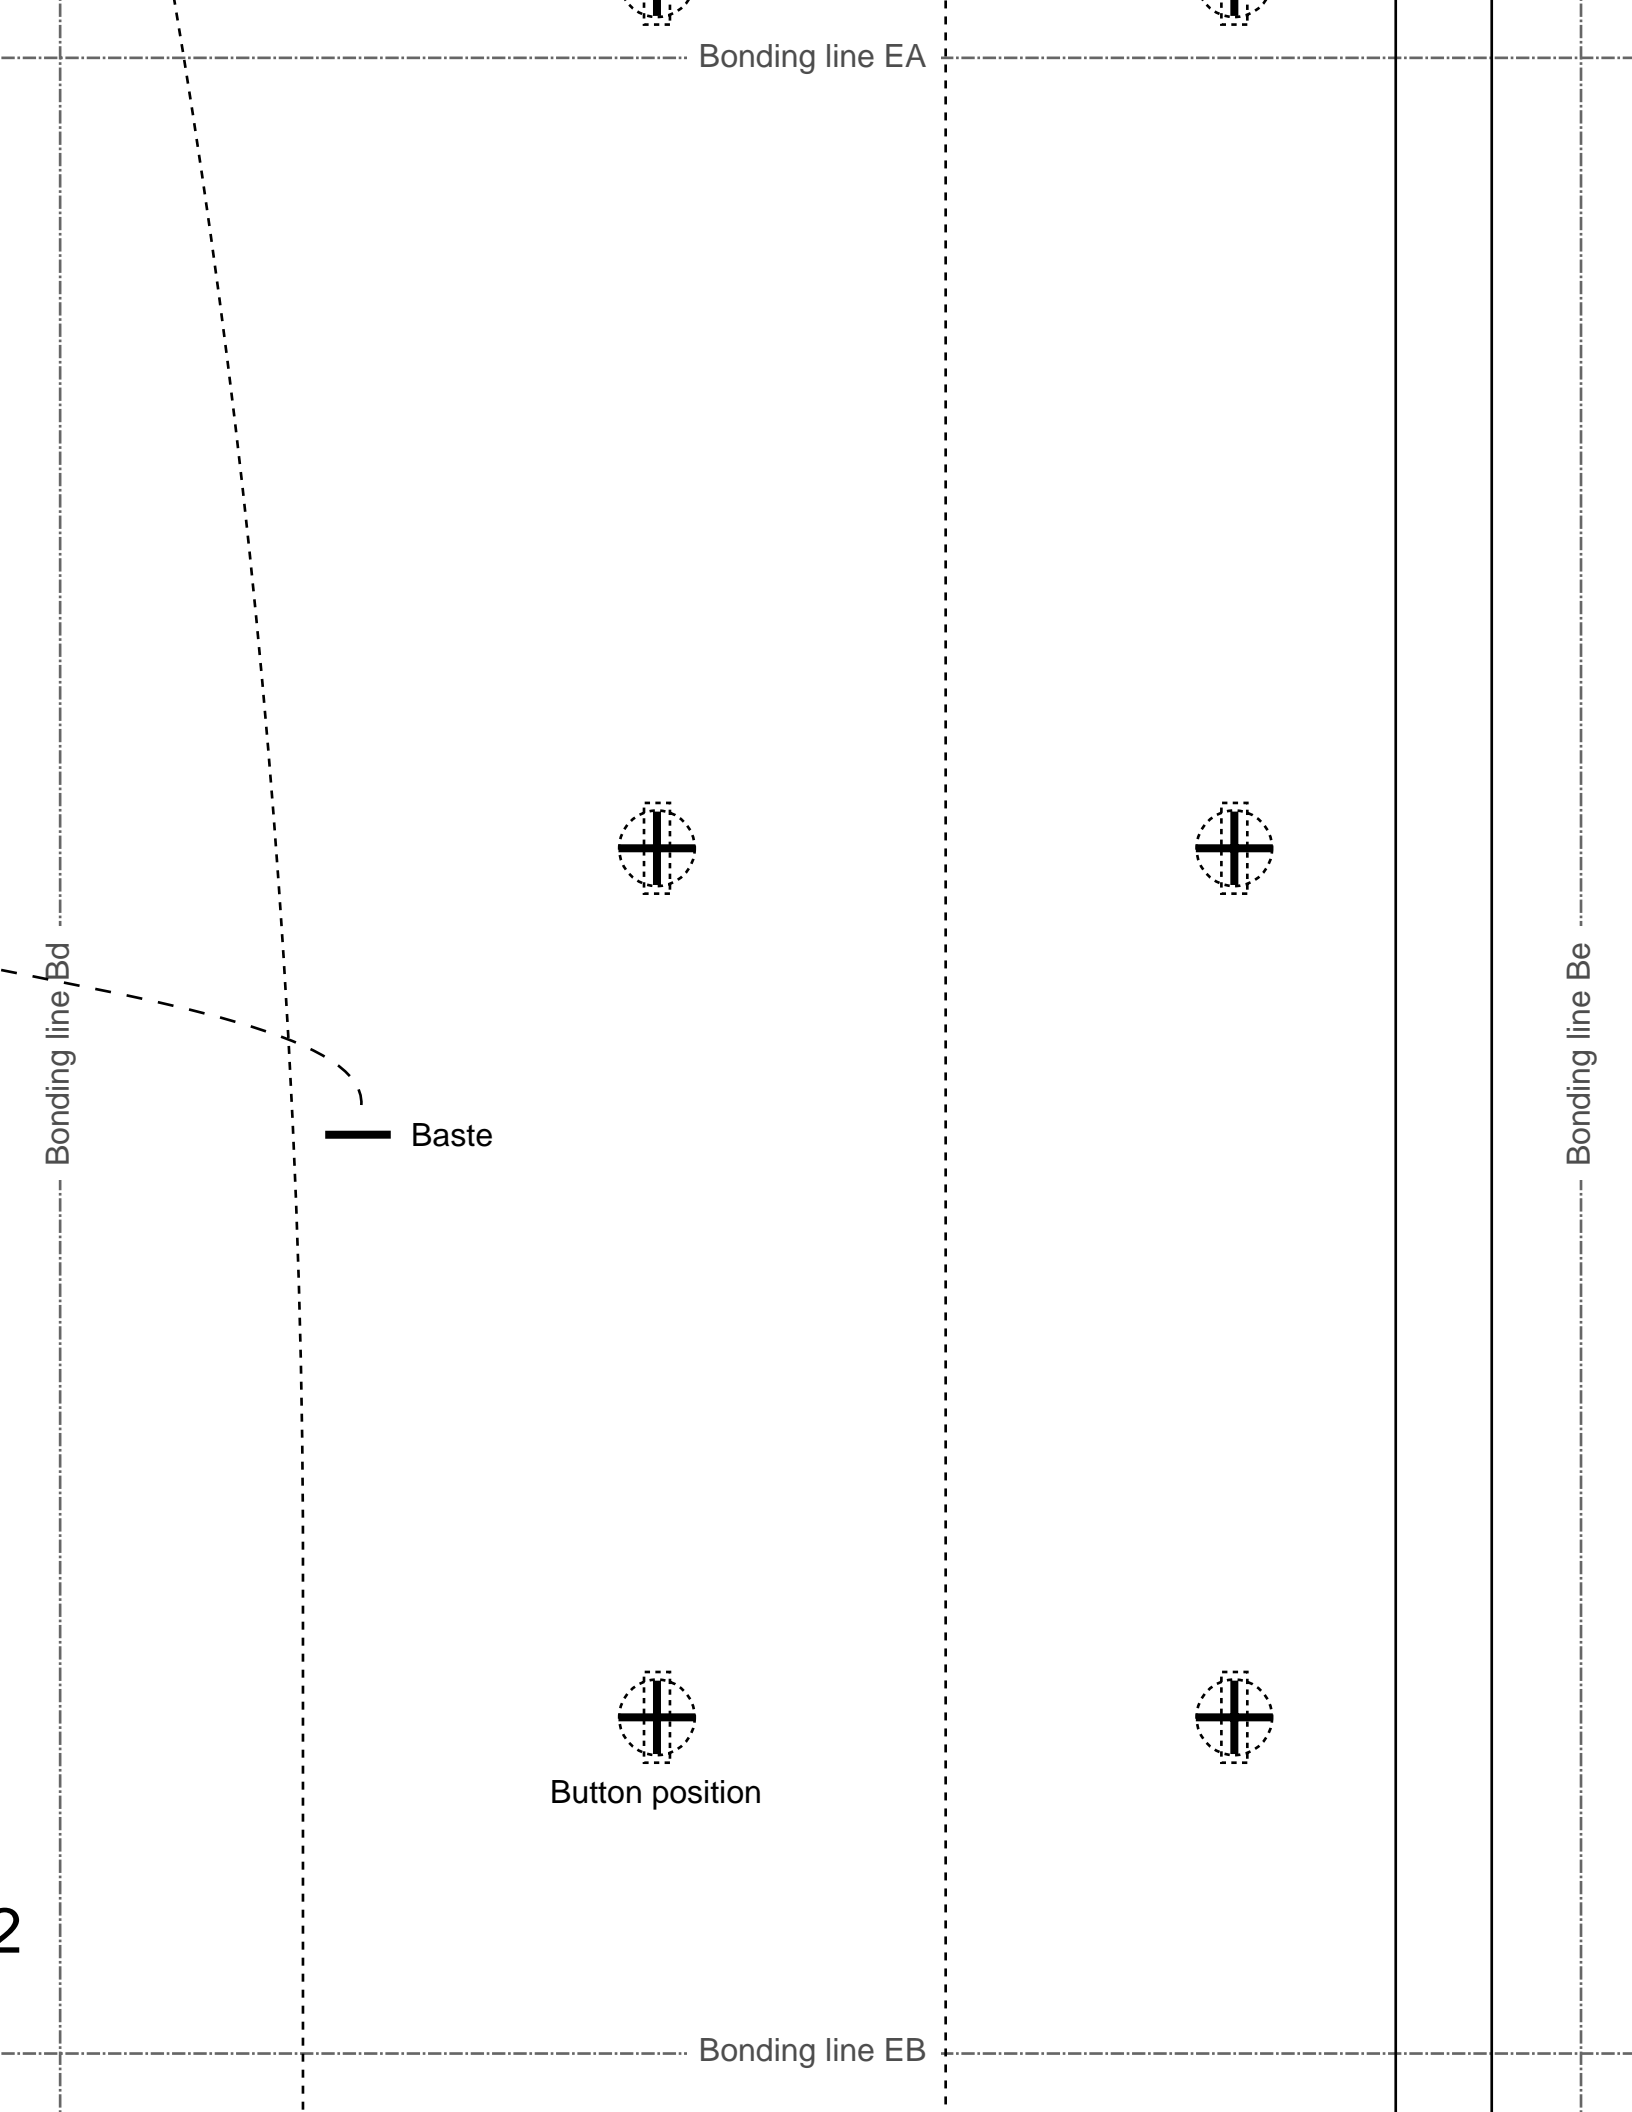 Bonding line EA
Bonding line Bd
Bonding line Be
Baste
Button position
2
Bonding line EB